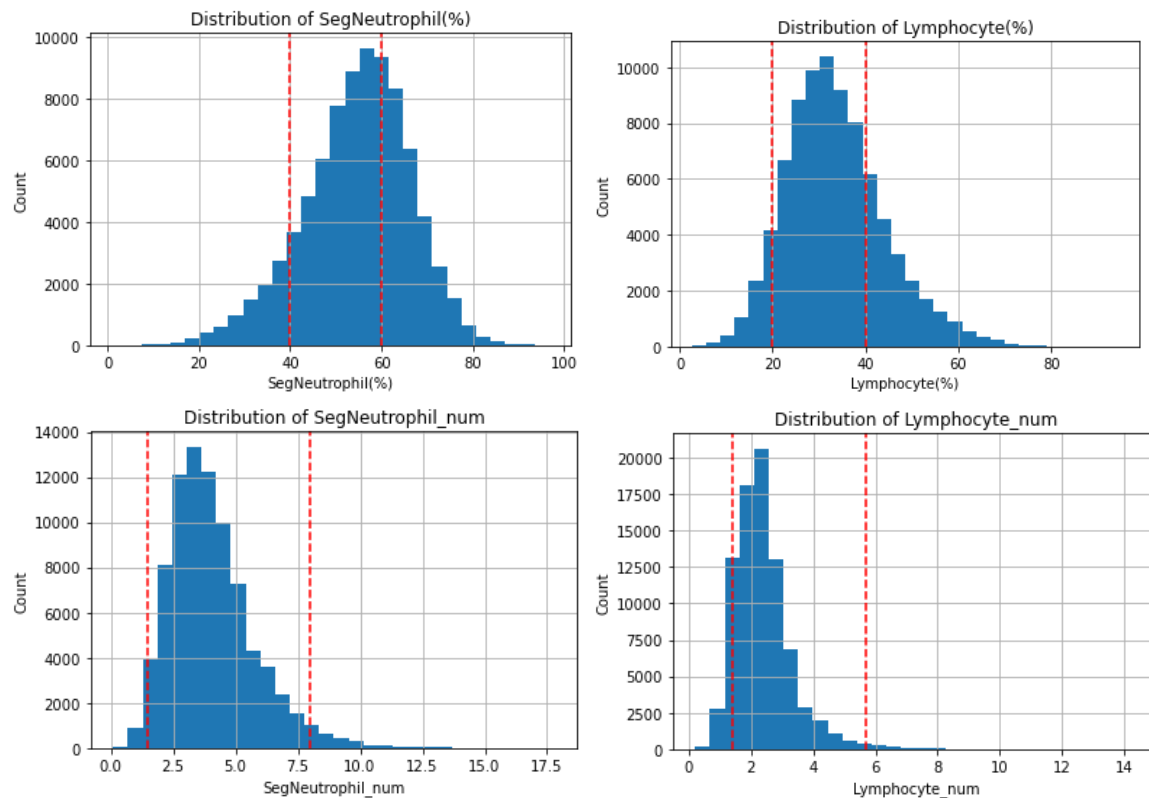 Distribution of SegNeutrophil(%)
Count
10000
8000
6000
4000
2000
0
0 20 40 60 80 100
SegNeutrophil(%)
Distribution of Lymphocyte(%)
Count
10000
8000
6000
4000
2000
0
0 20 40 60 80
Lymphocyte(%)
Distribution of SegNeutrophil_num
Count
14000
12000
10000
8000
6000
4000
2000
0
0.0 2.5 5.0 7.5 10.0 12.5 15.0 17.5
SegNeutrophil_num
Distribution of Lymphocyte_num
Count
20000
17500
15000
12500
10000
7500
5000
2500
0
0 2 4 6 8 10 12 14
Lymphocyte_num